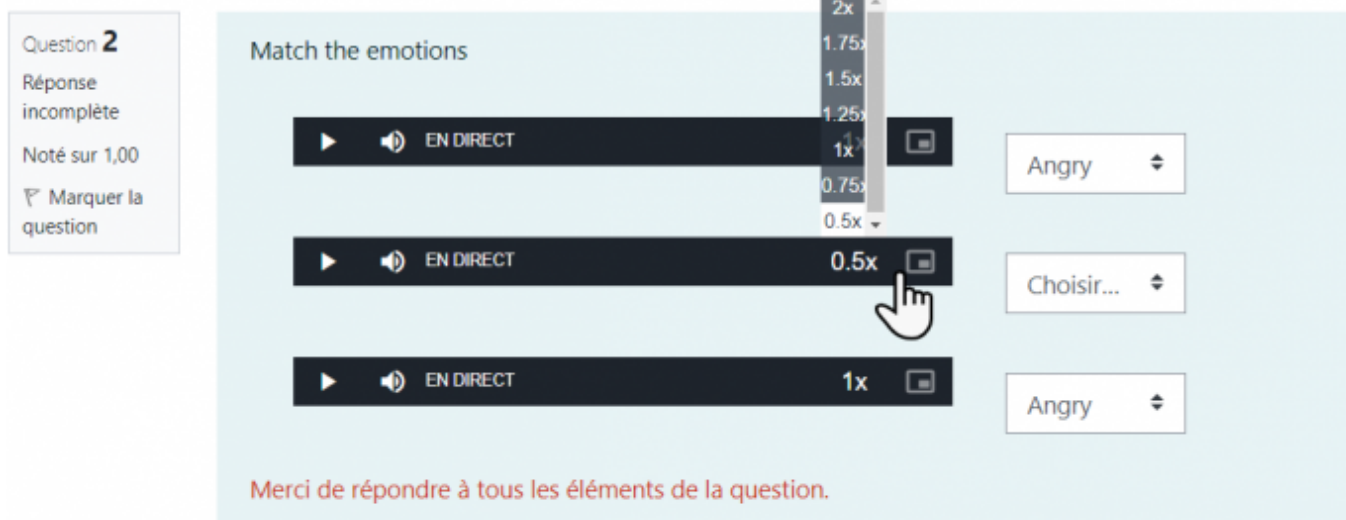 Question 2
Réponse
incomplète
Noté sur 1,00
Marquer la
question
Match the emotions
2x
1.75x
1.5x
1.25x
1x
0.75x
0.5x
EN DIRECT
1x
Angry
EN DIRECT
0.5x
Choisir...
EN DIRECT
1x
Angry
Merci de répondre à tous les éléments de la question.